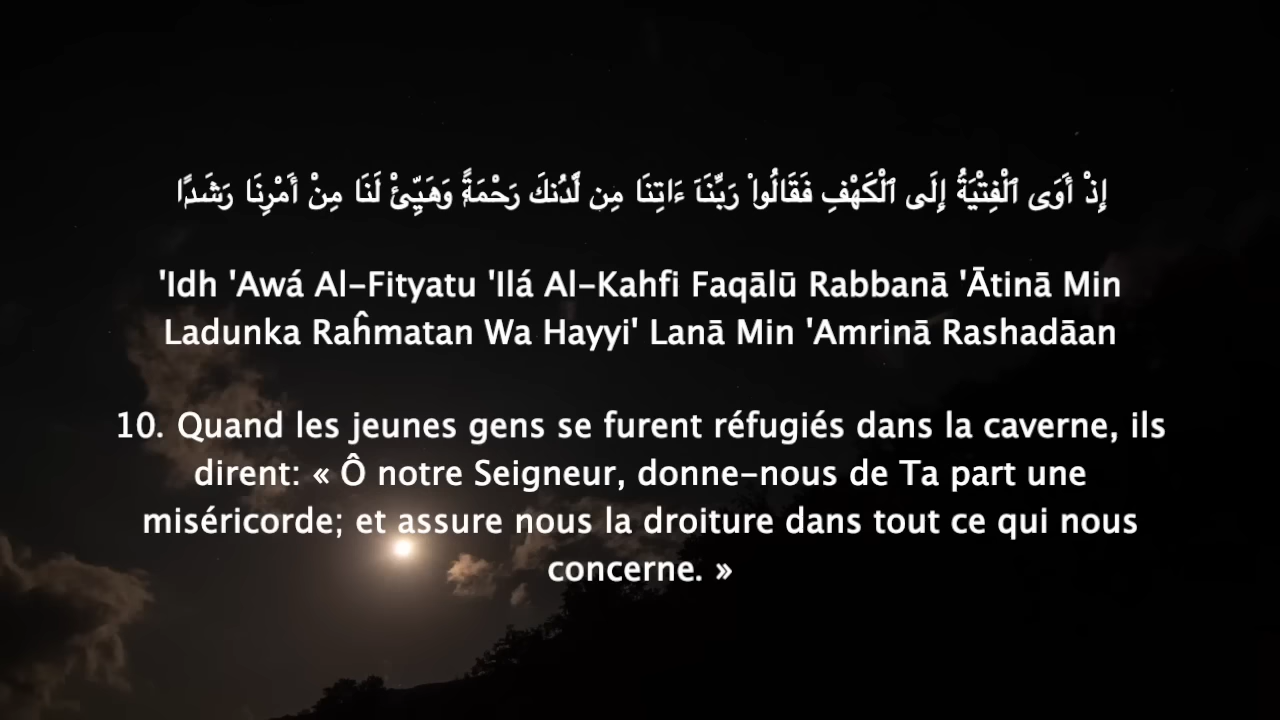 إِذْ أَوَى ٱلْفِتْيَةُ إِلَى ٱلْكَهْفِ فَقَالُوا۟ رَبَّنَآ ءَاتِنَا مِن لَّدُنكَ رَحْمَةًۭ وَهَيِّئْ لَنَا مِنْ أَمْرِنَا رَشَدًۭا
'Idh 'Awá Al-Fityatu 'Ilá Al-Kahfi Faqālū Rabbanā 'Ātinā Min
Ladunka Raĥmatan Wa Hayyi' Lanā Min 'Amrinā Rashadāan
10. Quand les jeunes gens se furent réfugiés dans la caverne, ils
dirent: « Ô notre Seigneur, donne-nous de Ta part une
miséricorde; et assure nous la droiture dans tout ce qui nous
concerne. »